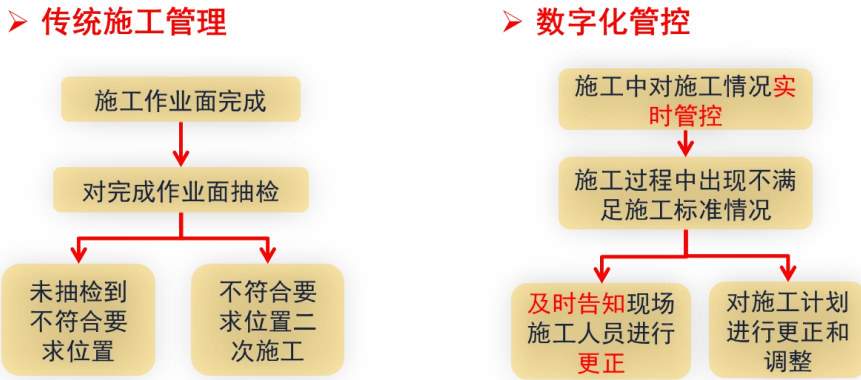 传统施工管理
施工作业面完成
对完成作业面抽检
未抽检到
不符合要
求位置
不符合要
求位置二
次施工
数字化管控
施工中对施工情况实
时管控
施工过程中出现不满
足施工标准情况
及时告知现场
施工人员进行
更正
对施工计划
进行更正和
调整